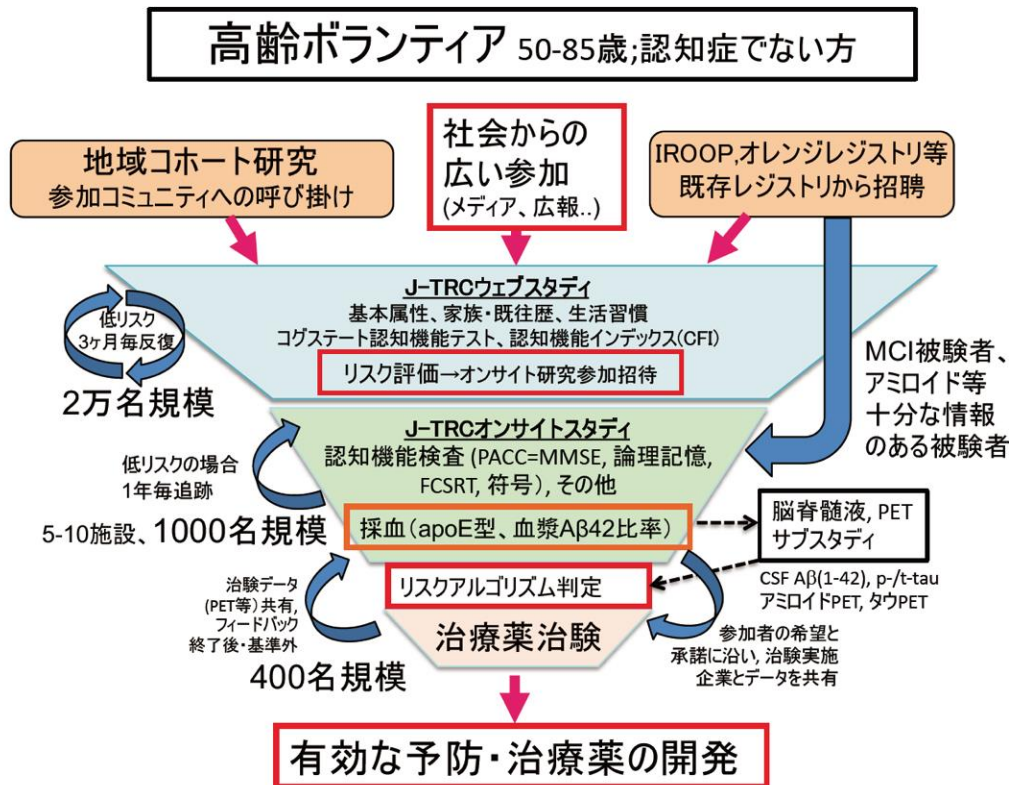 高齢ボランティア 50-85歳;認知症でない方
地域コホート研究
参加コミュニティへの呼び掛け
社会からの
広い参加
(メディア、広報..)
IROOP,オレンジレジストリ等
既存レジストリから招聘
J-TRCウェブスタディ
基本属性、家族・既往歴、生活習慣
コグステート認知機能テスト、認知機能インデックス(CFI)
リスク評価→オンサイト研究参加招待
低リスク
3ヶ月毎反復
2万名規模
MCI被験者、
アミロイド等
十分な情報
のある被験者
J-TRCオンサイトスタディ
認知機能検査 (PACC=MMSE, 論理記憶,
FCSRT, 符号), その他
採血(apoE型、血漿Aβ42比率)
低リスクの場合
1年毎追跡
5-10施設、1000名規模
脳脊髄液, PET
サブスタディ
CSF Aβ(1-42), p-/t-tau
アミロイドPET, タウPET
リスクアルゴリズム判定
治療薬治験
治験データ
(PET等) 共有,
フィードバック
終了後・基準外
400名規模
参加者の希望と
承諾に沿い, 治験実施
企業とデータを共有
有効な予防・治療薬の開発